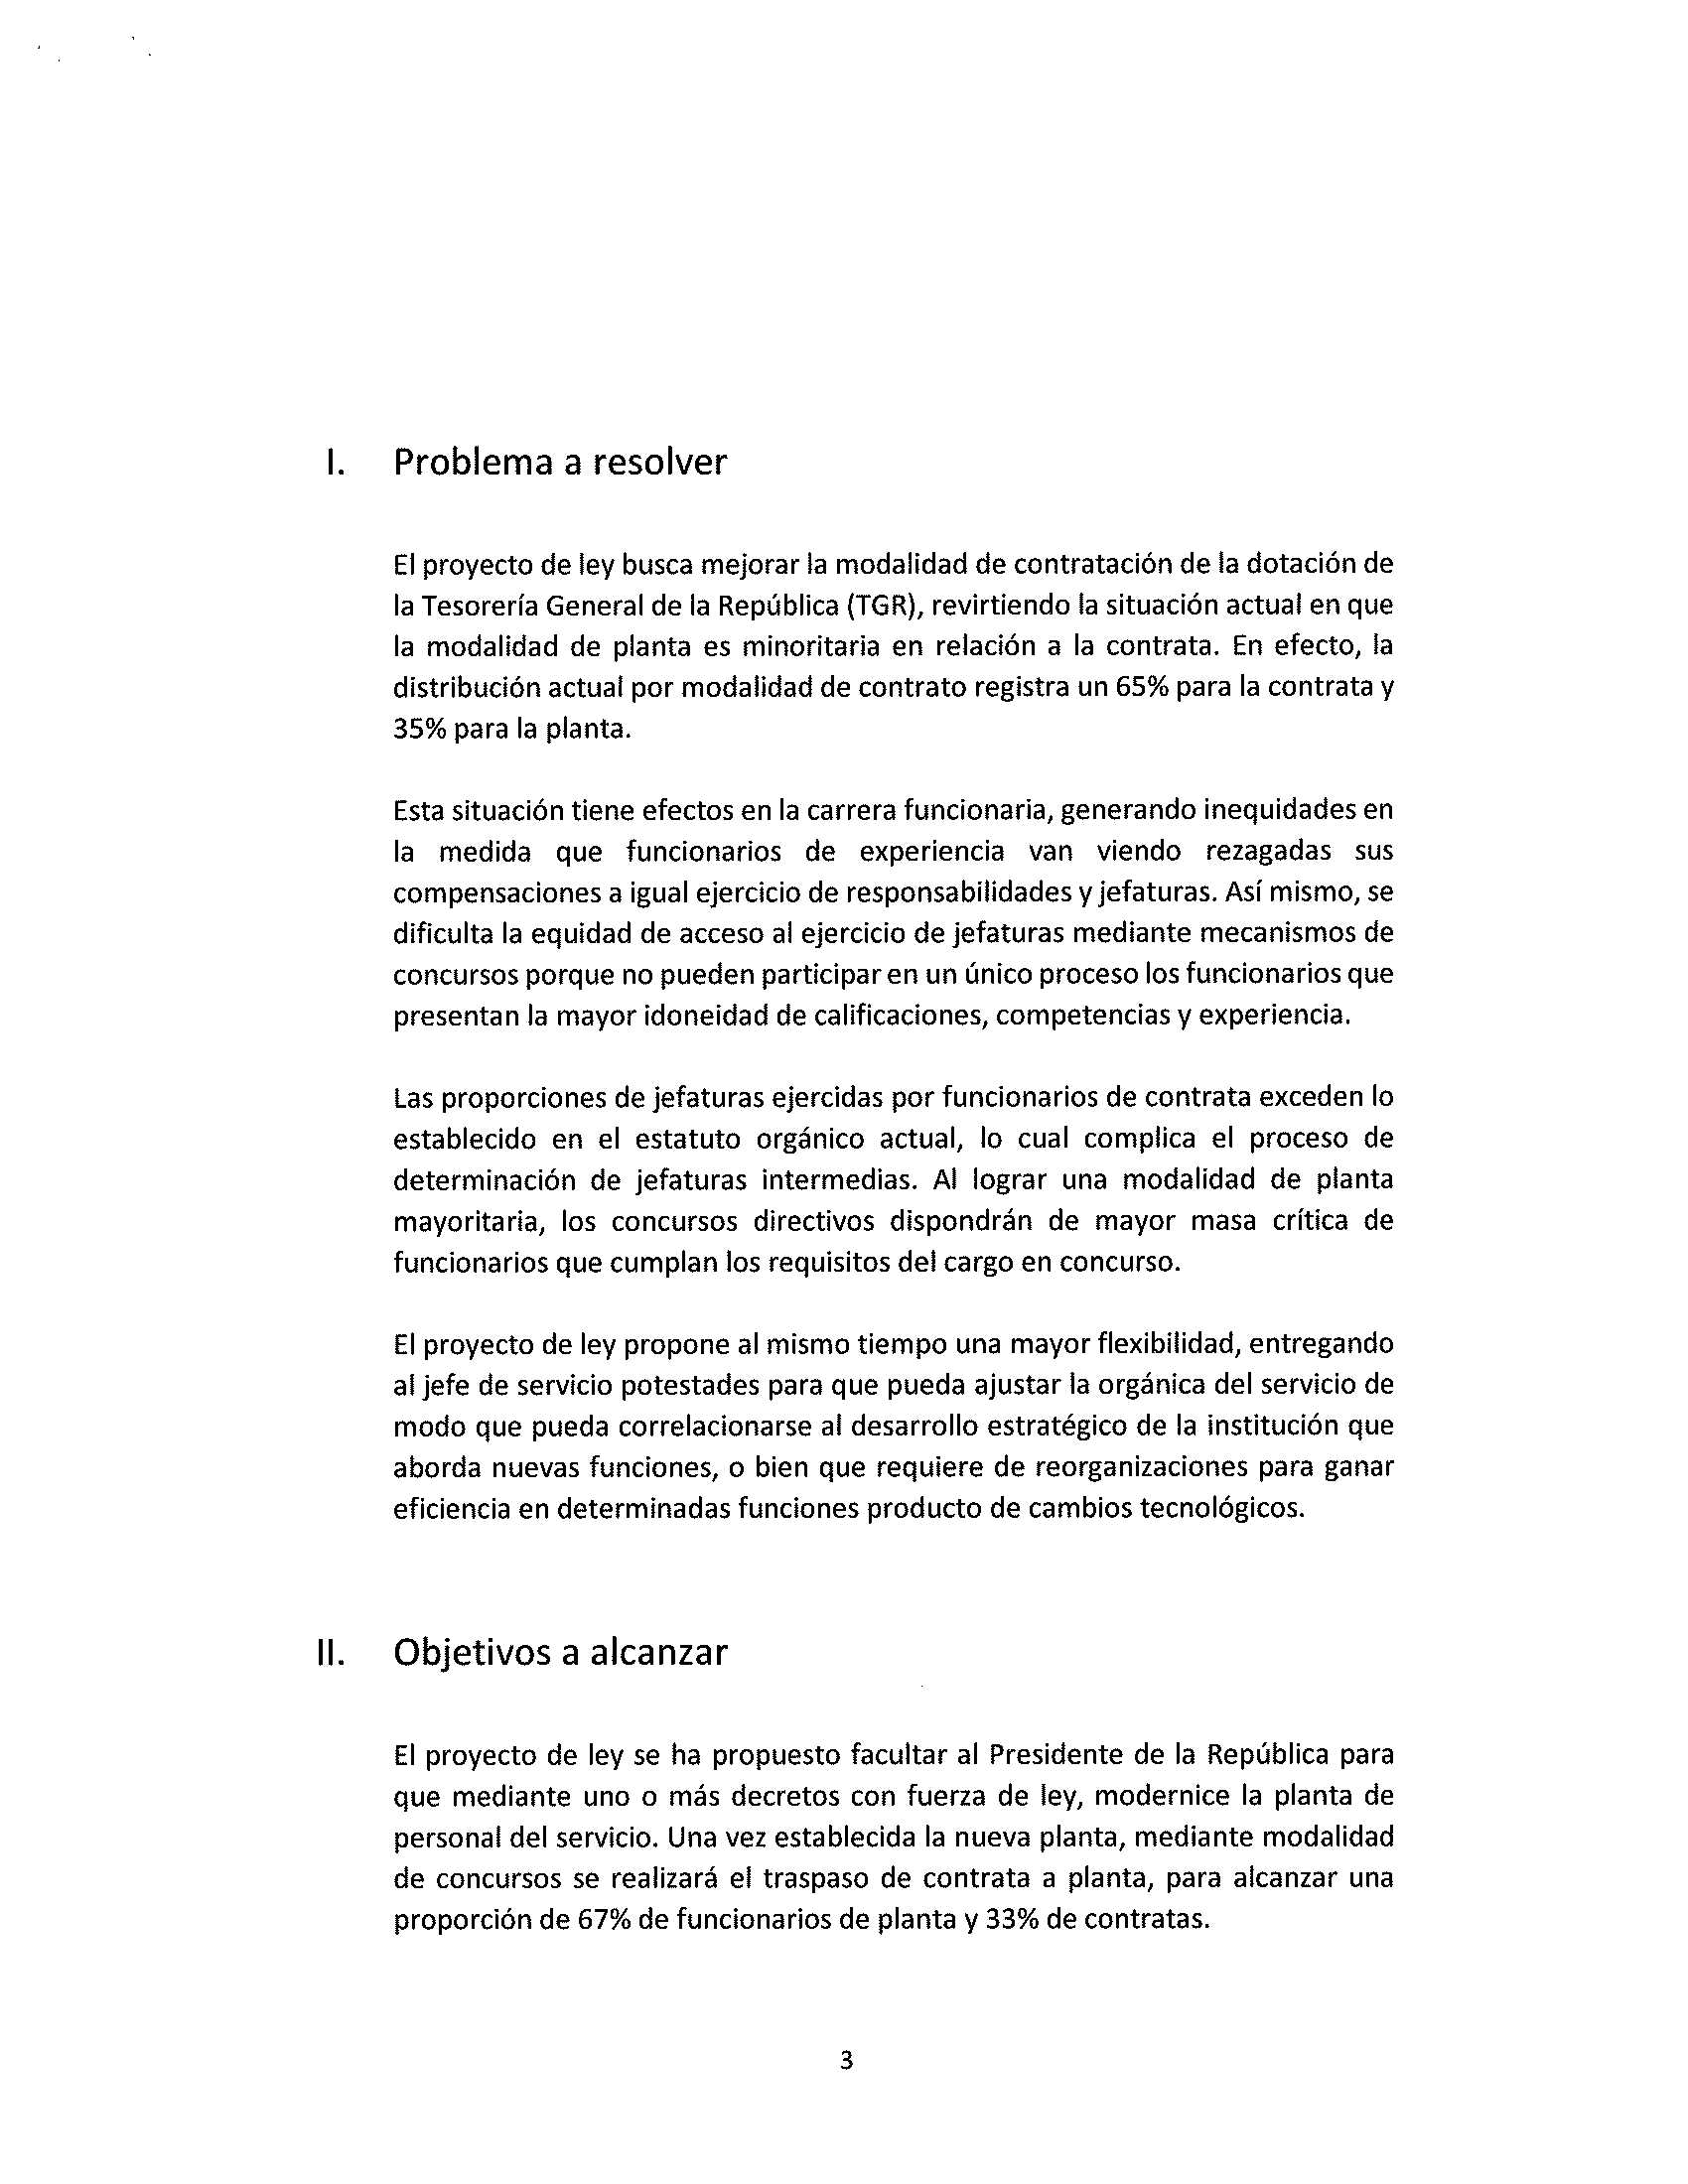 I. Problema a resolver
El proyecto de ley busca mejorar la modalidad de contratación de la dotación de
la Tesorería General de la República (TGR), revirtiendo la situación actual en que
la modalidad de planta es minoritaria en relación a la contrata. En efecto, la
distribución actual por modalidad de contrato registra un 65% para la contrata y
35% para la planta.
Esta situación tiene efectos en la carrera funcionaria, generando inequidades en
la medida que funcionarios de experiencia van viendo rezagadas sus
compensaciones a igual ejercicio de responsabilidades y jefaturas. Así mismo, se
dificulta la equidad de acceso al ejercicio de jefaturas mediante mecanismos de
concursos porque no pueden participar en un único proceso los funcionarios que
presentan la mayor idoneidad de calificaciones, competencias y experiencia.
Las proporciones de jefaturas ejercidas por funcionarios de contrata exceden lo
establecido en el estatuto orgánico actual, lo cual complica el proceso de
determinación de jefaturas intermedias. Al lograr una modalidad de planta
mayoritaria, los concursos directivos dispondrán de mayor masa crítica de
funcionarios que cumplan los requisitos del cargo en concurso.
El proyecto de ley propone al mismo tiempo una mayor flexibilidad, entregando
al jefe de servicio potestades para que pueda ajustar la orgánica del servicio de
modo que pueda correlacionarse al desarrollo estratégico de la institución que
aborda nuevas funciones, o bien que requiere de reorganizaciones para ganar
eficiencia en determinadas funciones producto de cambios tecnológicos.
II. Objetivos a alcanzar
El proyecto de ley se ha propuesto facultar al Presidente de la República para
que mediante uno o más decretos con fuerza de ley, modernice la planta de
personal del servicio. Una vez establecida la nueva planta, mediante modalidad
de concursos se realizará el traspaso de contrata a planta, para alcanzar una
proporción de 67% de funcionarios de planta y 33% de contratas.
3